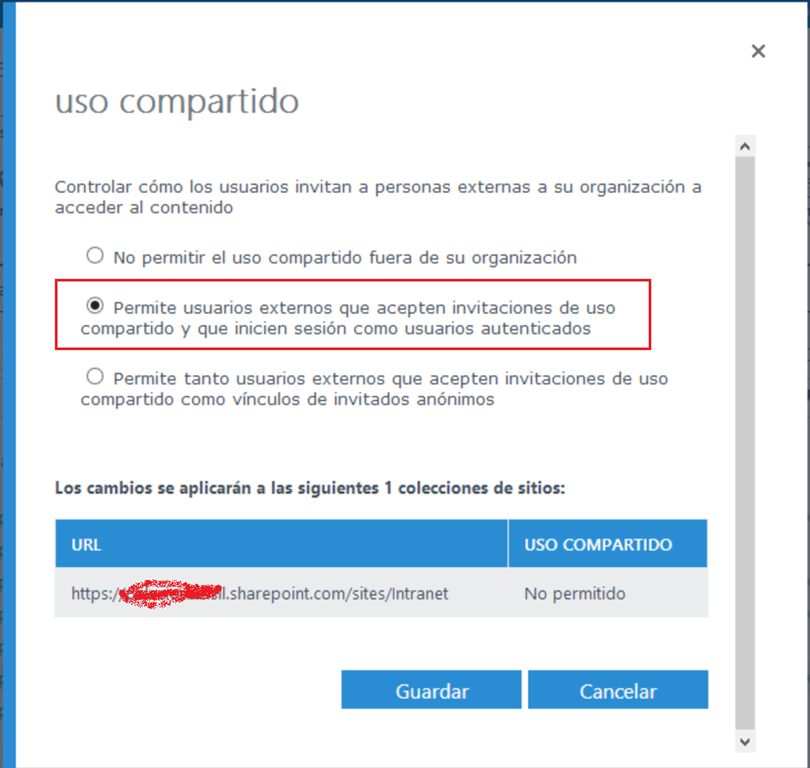 uso compartido
Controlar cómo los usuarios invitan a personas externas a su organización a
acceder al contenido
No permitir el uso compartido fuera de su organización
Permite usuarios externos que acepten invitaciones de uso
compartido y que inicien sesión como usuarios autenticados
Permite tanto usuarios externos que acepten invitaciones de uso
compartido como vínculos de invitados anónimos
Los cambios se aplicarán a las siguientes 1 colecciones de sitios:
URL USO COMPARTIDO
https:/ .sharepoint.com/sites/Intranet No permitido
Guardar Cancelar